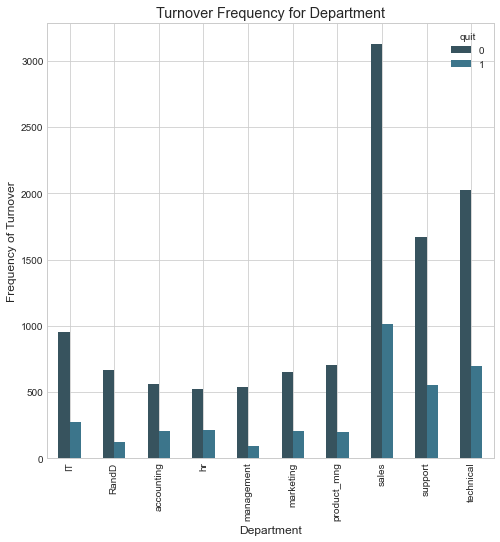 Turnover Frequency for Department
quit
0
1
3000
2500
2000
1500
1000
500
0
Frequency of Turnover
IT
RandD
accounting
hr
management
marketing
product_mng
sales
support
technical
Department